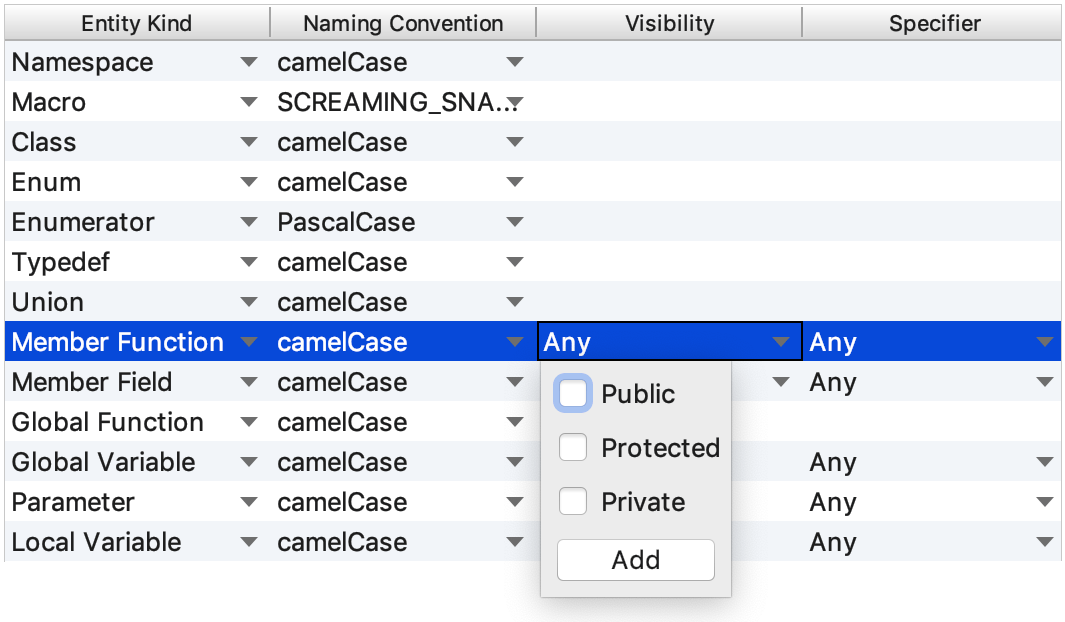 Entity Kind Naming Convention Visibility Specifier
Namespace camelCase
Macro SCREAMING_SNA...
Class camelCase
Enum camelCase
Enumerator PascalCase
Typedef camelCase
Union camelCase
Member Function camelCase Any Any
Member Field camelCase Any
Public
Global Function camelCase
Protected
Global Variable camelCase Any
Parameter camelCase Private Any
Local Variable camelCase Any
Add